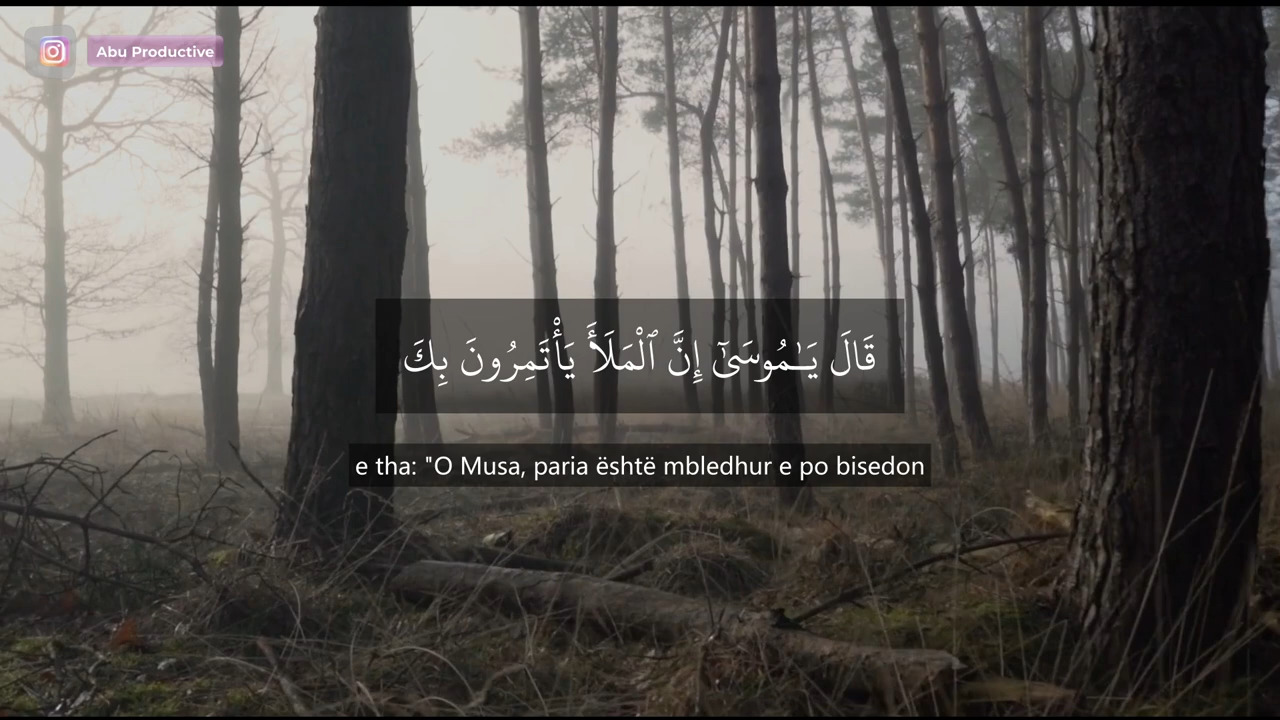 Abu Productive
قَالَ يَـٰمُوسَىٰٓ إِنَّ ٱلْمَلَأَ يَأْتَمِرُونَ بِكَ
e tha: "O Musa, paria është mbledhur e po bisedon